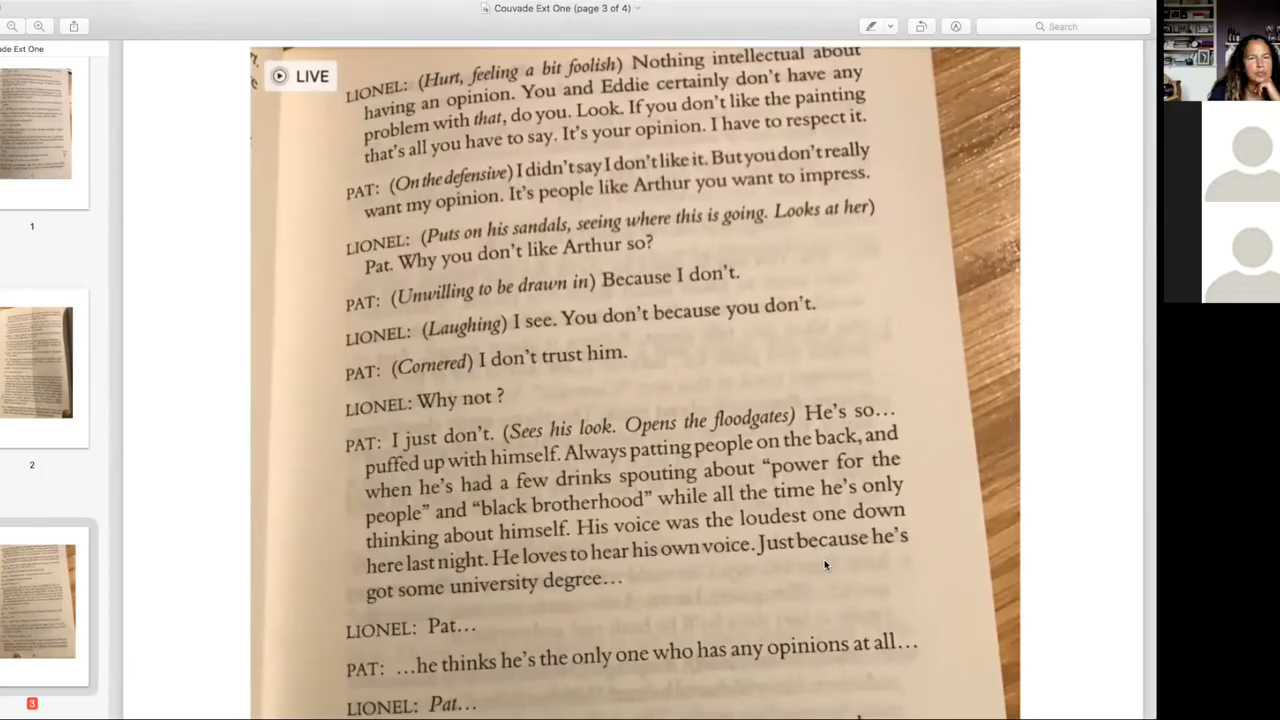 Couvade Ext One (page 3 of 4)
Search
de Ext One
LIVE
LIONEL: (Hurt, feeling a bit foolish) Nothing intellectual about
having an opinion. You and Eddie certainly don't have any
problem with that, do you. Look. If you don't like the painting
that's all you have to say. It's your opinion. I have to respect it.
PAT: (On the defensive) I didn't say I don't like it. But you don't really
want my opinion. It's people like Arthur you want to impress.
LIONEL: (Puts on his sandals, seeing where this is going. Looks at her)
Pat. Why you don't like Arthur so?
PAT: (Unwilling to be drawn in) Because I don't.
LIONEL: (Laughing) I see. You don't because you don't.
PAT: (Cornered) I don't trust him.
LIONEL: Why not ?
PAT: I just don't. (Sees his look. Opens the floodgates) He's so…
puffed up with himself. Always patting people on the back, and
when he's had a few drinks spouting about “power for the
people” and “black brotherhood” while all the time he's only
thinking about himself. His voice was the loudest one down
here last night. He loves to hear his own voice. Just because he's
got some university degree…
LIONEL: Pat…
PAT: …he thinks he's the only one who has any opinions at all…
LIONEL: Pat…
1
2
3